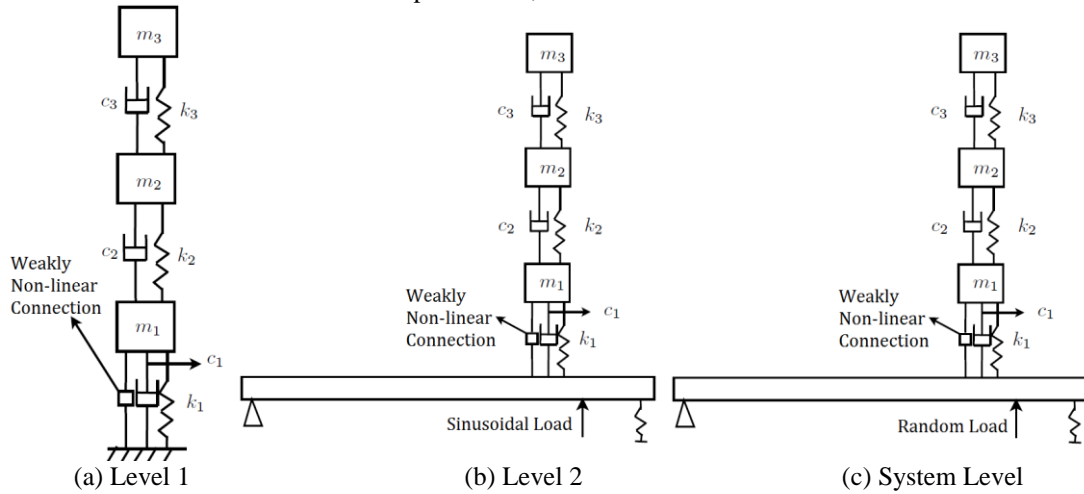 m₃
c₃
k₃
m₂
c₂
k₂
Weakly
Non-linear
Connection
m₁
c₁
k₁
(a) Level 1
m₃
c₃
k₃
m₂
c₂
k₂
Weakly
Non-linear
Connection
m₁
c₁
k₁
Sinusoidal Load
(b) Level 2
m₃
c₃
k₃
m₂
c₂
k₂
Weakly
Non-linear
Connection
m₁
c₁
k₁
Random Load
(c) System Level